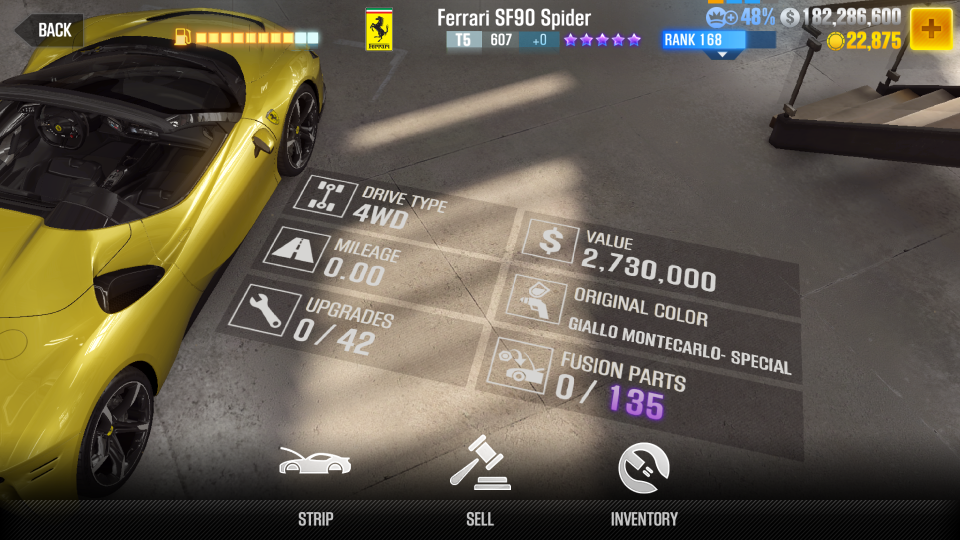 BACK
Ferrari
Ferrari SF90 Spider
T5 607 +0
48% $ 182,286,600
RANK 168 22,875
DRIVE TYPE
4WD
MILEAGE
0.00
UPGRADES
0 / 42
$ VALUE
2,730,000
ORIGINAL COLOR
GIALLO MONTECARLO- SPECIAL
FUSION PARTS
0 / 135
STRIP SELL INVENTORY